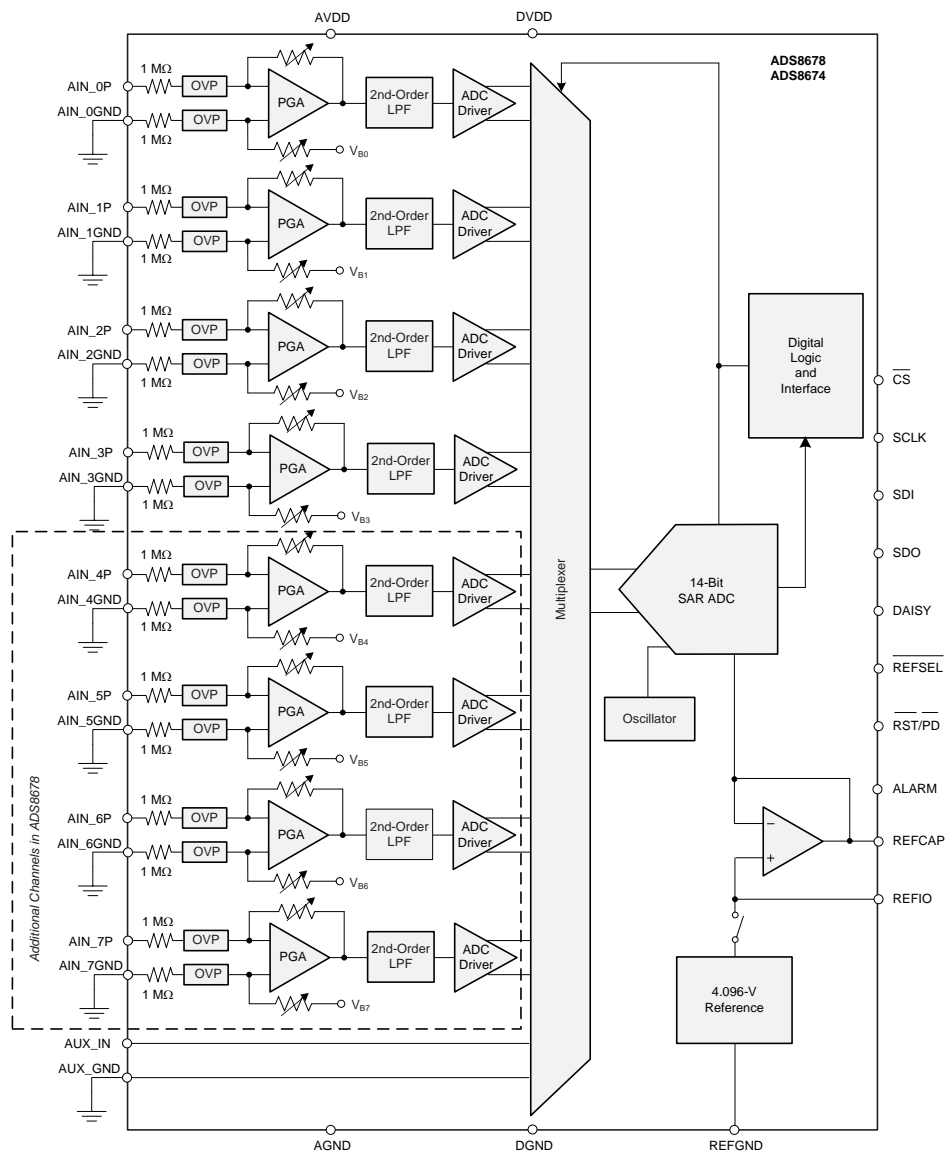 AVDD
DVDD
ADS8678
ADS8674
1 MΩ
AIN_0P
OVP
PGA
2nd-Order
LPF
ADC
Driver
AIN_0GND
OVP
1 MΩ
VB0
1 MΩ
AIN_1P
OVP
PGA
2nd-Order
LPF
ADC
Driver
AIN_1GND
OVP
1 MΩ
VB1
1 MΩ
AIN_2P
OVP
PGA
2nd-Order
LPF
ADC
Driver
AIN_2GND
OVP
1 MΩ
VB2
1 MΩ
AIN_3P
OVP
PGA
2nd-Order
LPF
ADC
Driver
AIN_3GND
OVP
1 MΩ
VB3
Additional Channels in ADS8678
1 MΩ
AIN_4P
OVP
PGA
2nd-Order
LPF
ADC
Driver
AIN_4GND
OVP
1 MΩ
VB4
1 MΩ
AIN_5P
OVP
PGA
2nd-Order
LPF
ADC
Driver
AIN_5GND
OVP
1 MΩ
VB5
1 MΩ
AIN_6P
OVP
PGA
2nd-Order
LPF
ADC
Driver
AIN_6GND
OVP
1 MΩ
VB6
1 MΩ
AIN_7P
OVP
PGA
2nd-Order
LPF
ADC
Driver
AIN_7GND
OVP
1 MΩ
VB7
AUX_IN
AUX_GND
Multiplexer
Digital
Logic
and
Interface
14-Bit
SAR ADC
Oscillator
−
+
4.096-V
Reference
CS
SCLK
SDI
SDO
DAISY
REFSEL
RST/PD
ALARM
REFCAP
REFIO
AGND
DGND
REFGND